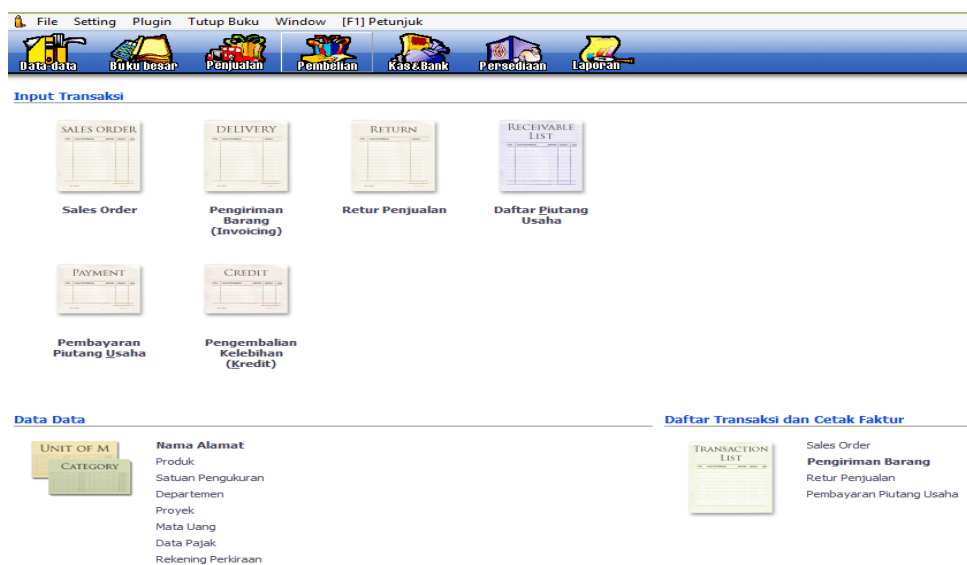 File Setting Plugin Tutup Buku Window [F1] Petunjuk
Data-data Buku besar Penjualan Pembelian Kas&Bank Persediaan Laporan
Input Transaksi
SALES ORDER
DELIVERY
RETURN
RECEIVABLE
LIST
Sales Order
Pengiriman
Barang
(Invoicing)
Retur Penjualan
Daftar Piutang
Usaha
PAYMENT
CREDIT
Pembayaran
Piutang Usaha
Pengembalian
Kelebihan
(Kredit)
Data Data
UNIT OF M
CATEGORY
Nama Alamat
Produk
Satuan Pengukuran
Departemen
Proyek
Mata Uang
Data Pajak
Rekening Perkiraan
Daftar Transaksi dan Cetak Faktur
TRANSACTION
LIST
Sales Order
Pengiriman Barang
Retur Penjualan
Pembayaran Piutang Usaha